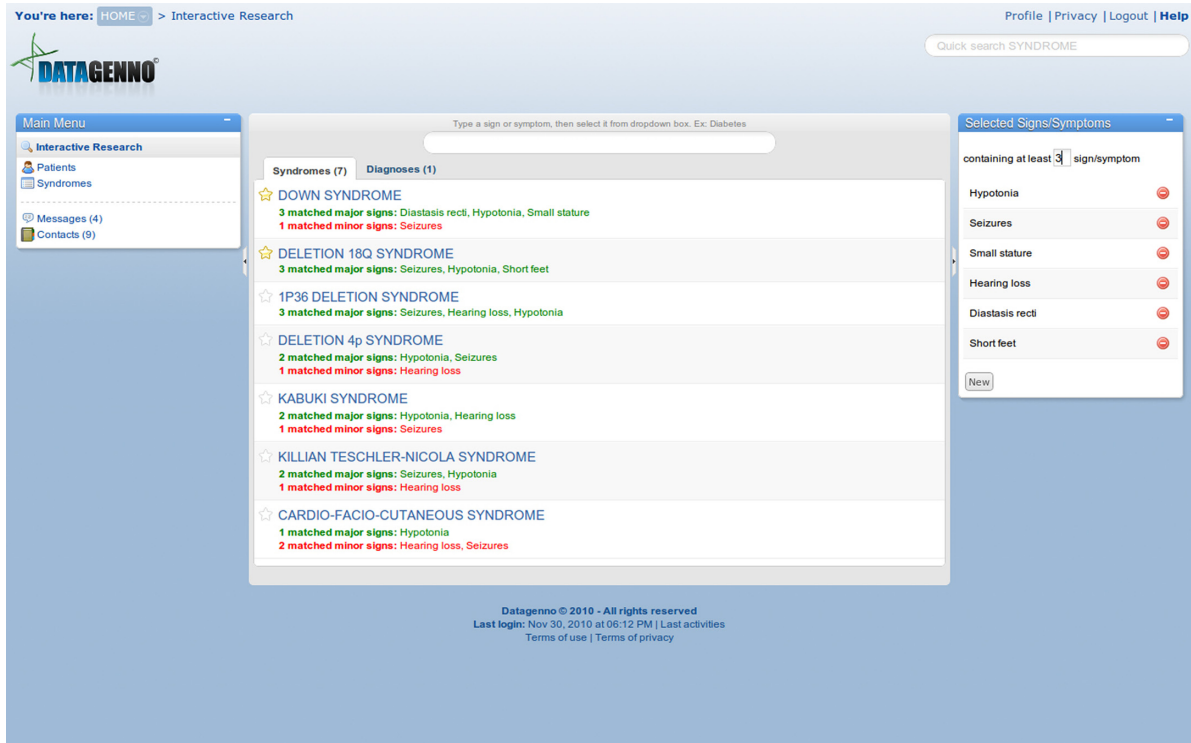 You're here: HOME > Interactive Research
Profile | Privacy | Logout | Help
Quick search SYNDROME
DATAGENNO©
Main Menu
Interactive Research
Patients
Syndromes
Messages (4)
Contacts (9)
Type a sign or symptom, then select it from dropdown box. Ex: Diabetes
Syndromes (7) Diagnoses (1)
DOWN SYNDROME
3 matched major signs: Diastasis recti, Hypotonia, Small stature
1 matched minor signs: Seizures
DELETION 18Q SYNDROME
3 matched major signs: Seizures, Hypotonia, Short feet
1P36 DELETION SYNDROME
3 matched major signs: Seizures, Hearing loss, Hypotonia
DELETION 4p SYNDROME
2 matched major signs: Hypotonia, Seizures
1 matched minor signs: Hearing loss
KABUKI SYNDROME
2 matched major signs: Hypotonia, Hearing loss
1 matched minor signs: Seizures
KILLIAN TESCHLER-NICOLA SYNDROME
2 matched major signs: Seizures, Hypotonia
1 matched minor signs: Hearing loss
CARDIO-FACIO-CUTANEOUS SYNDROME
1 matched major signs: Hypotonia
2 matched minor signs: Hearing loss, Seizures
Selected Signs/Symptoms
containing at least 3 sign/symptom
Hypotonia
Seizures
Small stature
Hearing loss
Diastasis recti
Short feet
New
Datagenno © 2010 - All rights reserved
Last login: Nov 30, 2010 at 06:12 PM | Last activities
Terms of use | Terms of privacy